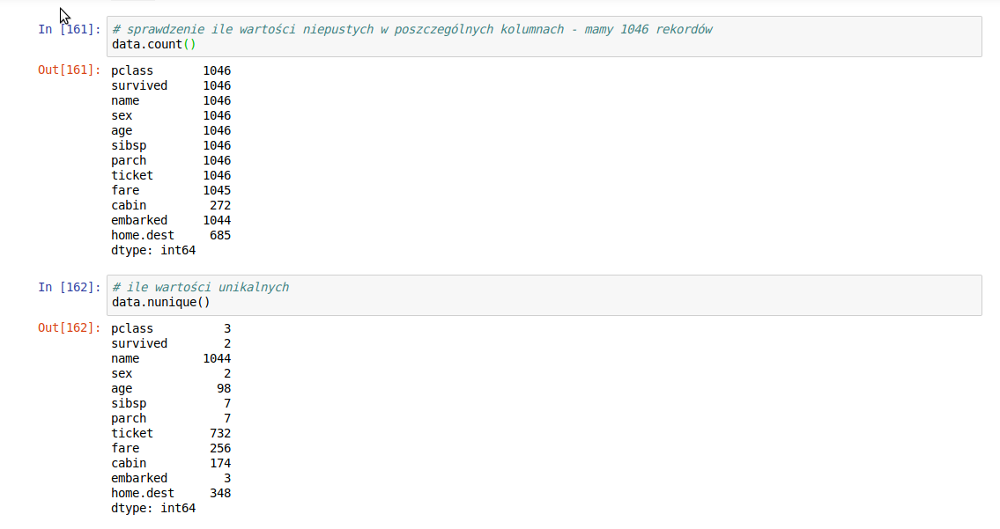 In [161]: # sprawdzenie ile wartości niepustych w poszczególnych kolumnach - mamy 1046 rekordów
data.count()
Out[161]: pclass 1046
survived 1046
name 1046
sex 1046
age 1046
sibsp 1046
parch 1046
ticket 1046
fare 1045
cabin 272
embarked 1044
home.dest 685
dtype: int64
In [162]: # ile wartości unikalnych
data.nunique()
Out[162]: pclass 3
survived 2
name 1044
sex 2
age 98
sibsp 7
parch 7
ticket 732
fare 256
cabin 174
embarked 3
home.dest 348
dtype: int64